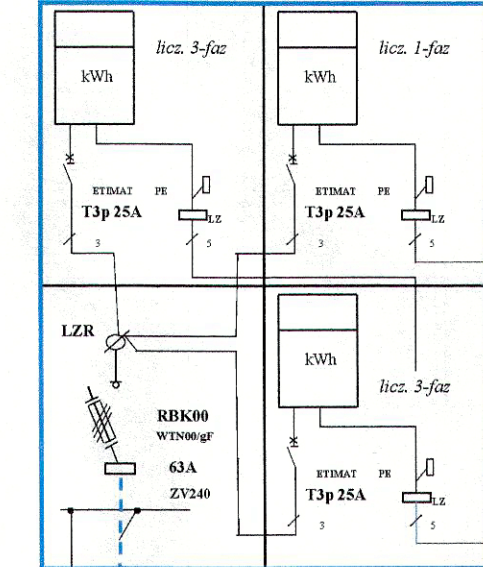 licz. 3-faz
kWh
ETIMAT PE
T3p 25A
LZ
3
5
licz. 1-faz
kWh
ETIMAT PE
T3p 25A
LZ
3
5
LZR
RBK00
WTN00/gF
63A
ZV240
kWh
licz. 3-faz
ETIMAT PE
T3p 25A
LZ
3
5